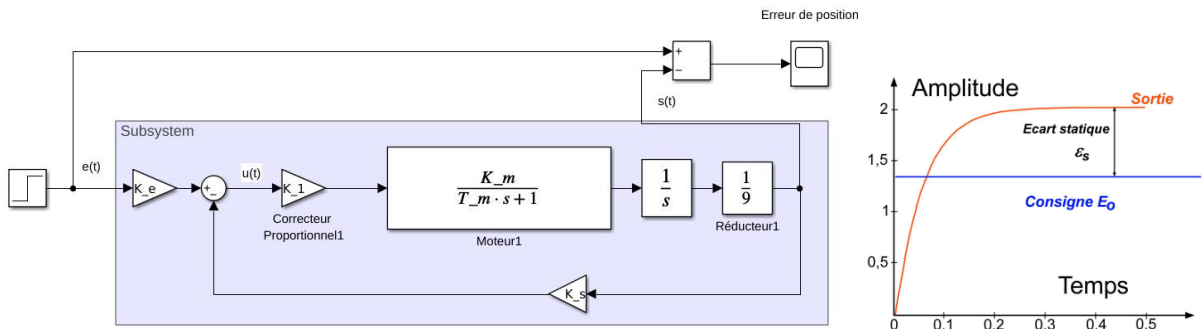 Erreur de position
+
−
s(t)
Subsystem
e(t)
K_e
+
−
u(t)
K_1
Correcteur
Proportionnel1
K_m
T_m · s + 1
Moteur1
1
s
1
9
Réducteur1
K_s
Amplitude
2
1,5
1
0,5
0
0.1
0.2
0.3
0.4
0.5
Sortie
Ecart statique
εs
Consigne Eo
Temps